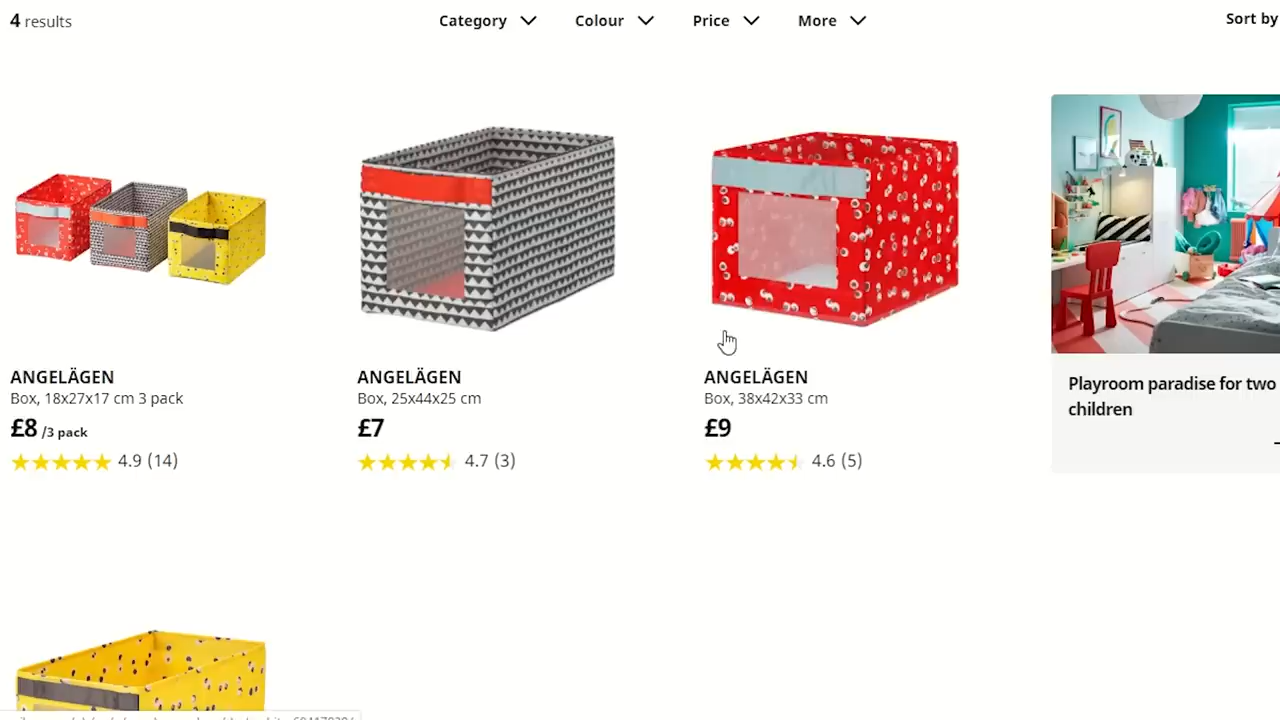 4 results
Category
Colour
Price
More
Sort by
ANGELÄGEN
Box, 18x27x17 cm 3 pack
£8 /3 pack
4.9 (14)
ANGELÄGEN
Box, 25x44x25 cm
£7
4.7 (3)
ANGELÄGEN
Box, 38x42x33 cm
£9
4.6 (5)
Playroom paradise for two
children